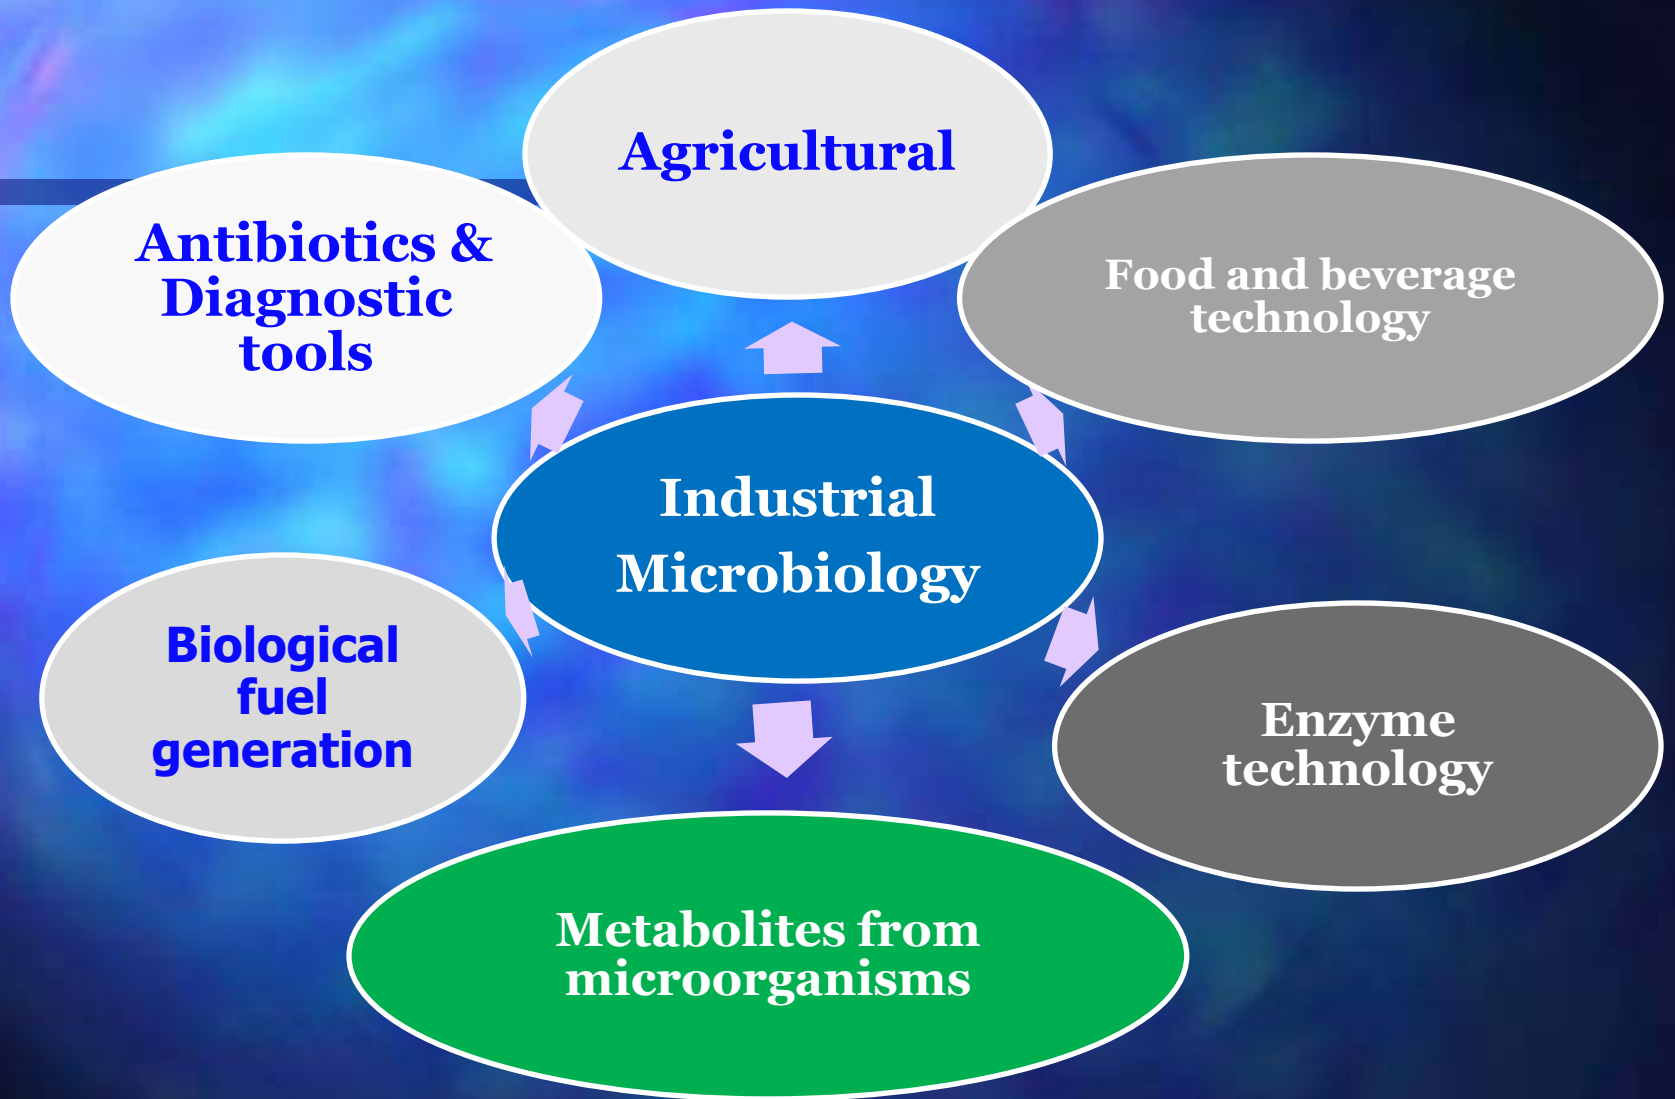 Agricultural
Antibiotics &
Diagnostic
tools
Food and beverage
technology
Industrial
Microbiology
Biological
fuel
generation
Enzyme
technology
Metabolites from
microorganisms